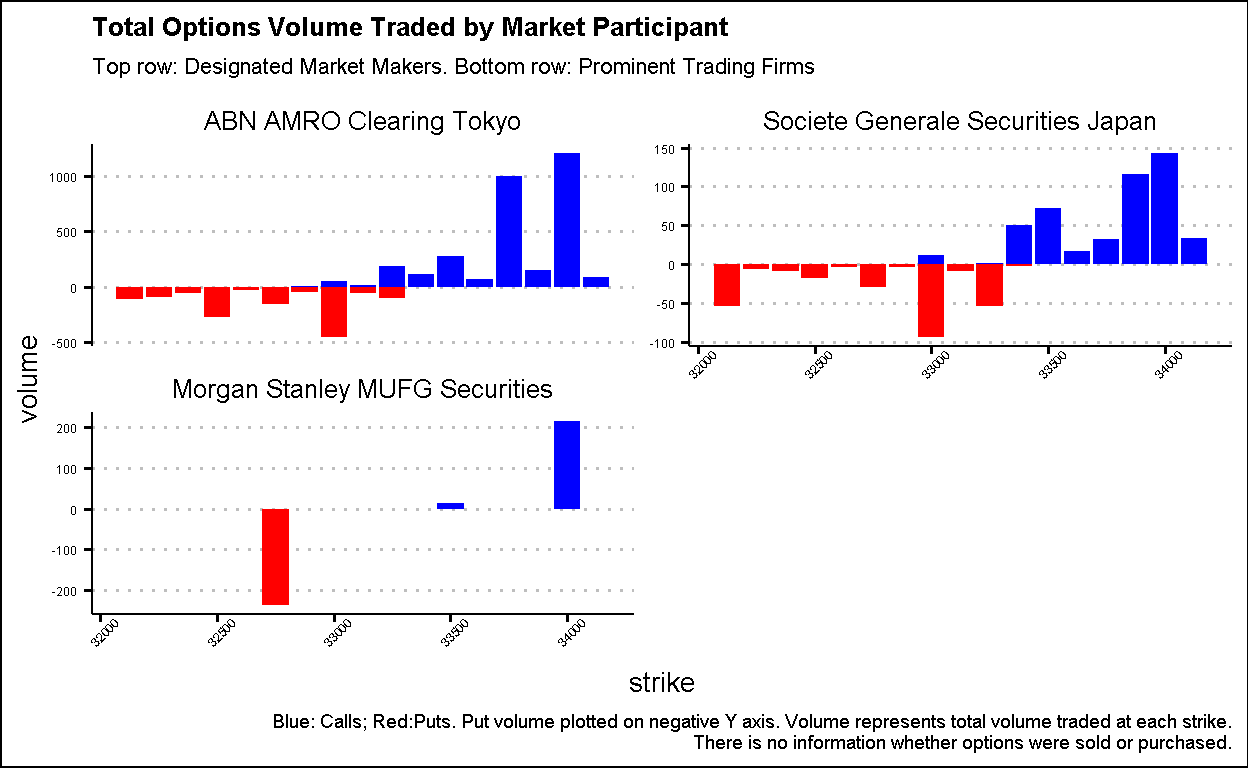 Total Options Volume Traded by Market Participant
Top row: Designated Market Makers. Bottom row: Prominent Trading Firms
ABN AMRO Clearing Tokyo
1000
500
0
-500
Societe Generale Securities Japan
150
100
50
0
-50
-100
32000
32500
33000
33500
34000
Morgan Stanley MUFG Securities
200
100
0
-100
-200
32000
32500
33000
33500
34000
volume
strike
Blue: Calls; Red:Puts. Put volume plotted on negative Y axis. Volume represents total volume traded at each strike.
There is no information whether options were sold or purchased.